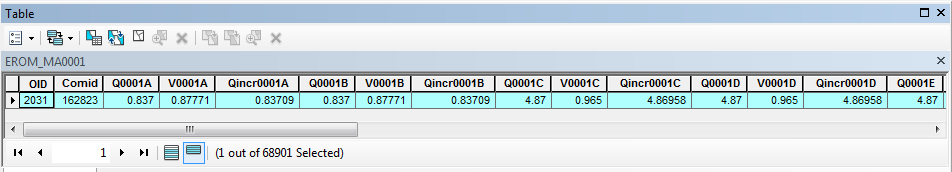 Table
EROM_MA0001
OID Comid Q0001A V0001A Qincr0001A Q0001B V0001B Qincr0001B Q0001C V0001C Qincr0001C Q0001D V0001D Qincr0001D Q0001E
2031 162823 0.837 0.87771 0.83709 0.837 0.87771 0.83709 4.87 0.965 4.86958 4.87 0.965 4.86958 4.87
1 (1 out of 68901 Selected)